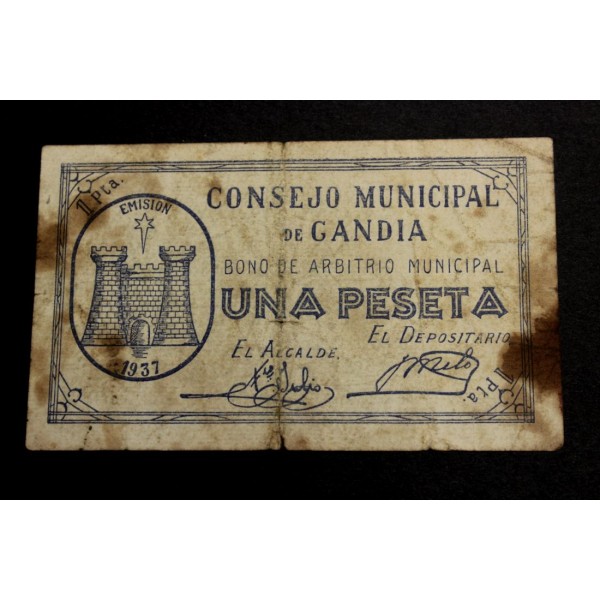 1 Pta.
EMISION
1937
CONSEJO MUNICIPAL
DE GANDIA
BONO DE ARBITRIO MUNICIPAL
UNA PESETA
EL ALCALDE,
EL DEPOSITARIO
1 Pta.